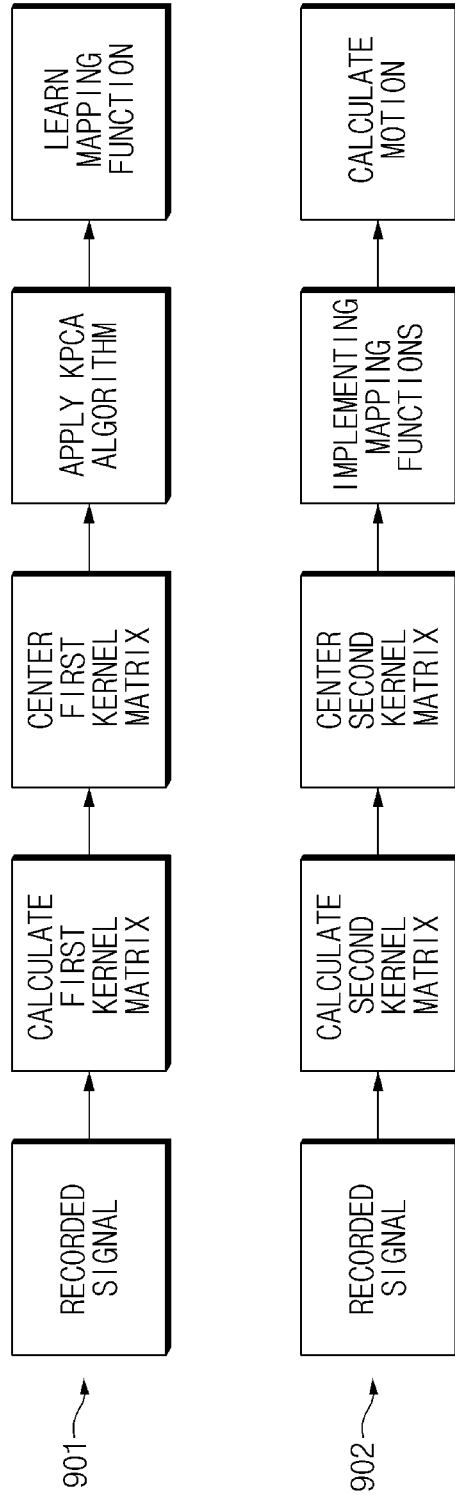 901
RECORDED
SIGNAL
CALCULATE
FIRST
KERNEL
MATRIX
CENTER
FIRST
KERNEL
MATRIX
APPLY KPCA
ALGORITHM
LEARN
MAPPING
FUNCTION
902
RECORDED
SIGNAL
CALCULATE
SECOND
KERNEL
MATRIX
CENTER
SECOND
KERNEL
MATRIX
IMPLEMENTING
MAPPING
FUNCTIONS
CALCULATE
MOTION